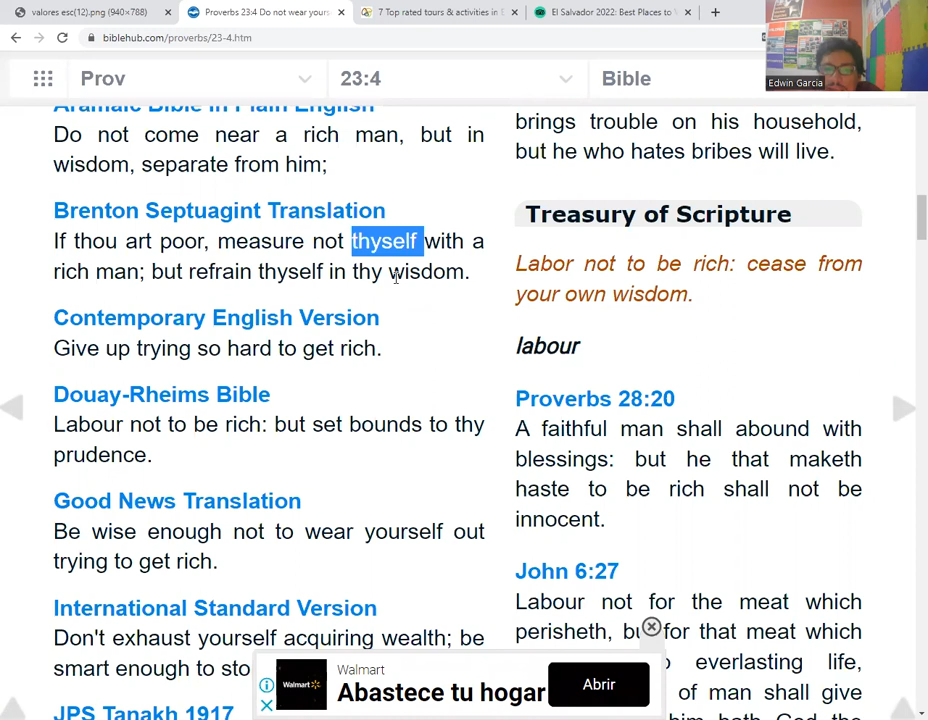 valores esc(12).png (940×788)
Proverbs 23:4 Do not wear yours
7 Top rated tours & activities in E
El Salvador 2022: Best Places to V
biblehub.com/proverbs/23-4.htm
Edwin Garcia
Prov
23:4
Bible
Aramaic Bible in Plain English
Do not come near a rich man, but in
wisdom, separate from him;
Brenton Septuagint Translation
If thou art poor, measure not thyself with a
rich man; but refrain thyself in thy wisdom.
Contemporary English Version
Give up trying so hard to get rich.
Douay-Rheims Bible
Labour not to be rich: but set bounds to thy
prudence.
Good News Translation
Be wise enough not to wear yourself out
trying to get rich.
International Standard Version
Don't exhaust yourself acquiring wealth; be
smart enough to sto
JPS Tanakh 1917
brings trouble on his household,
but he who hates bribes will live.
Treasury of Scripture
Labor not to be rich: cease from
your own wisdom.
labour
Proverbs 28:20
A faithful man shall abound with
blessings: but he that maketh
haste to be rich shall not be
innocent.
John 6:27
Labour not for the meat which
perisheth, bu for that meat which
everlasting life,
of man shall give
him hath God the
Walmart
Walmart
Abastece tu hogar
Abrir